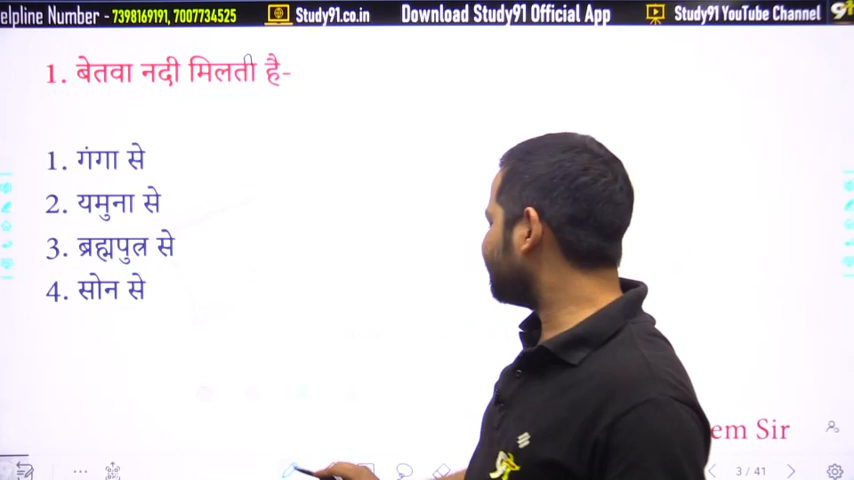 elpline Number - 7398169191, 7007734525 Study91.co.in Download Study91 Official App Study91 YouTube Channel 91
1. बेतवा नदी मिलती है-
1. गंगा से
2. यमुना से
3. ब्रह्मपुत्र से
4. सोन से
em Sir
3 / 41